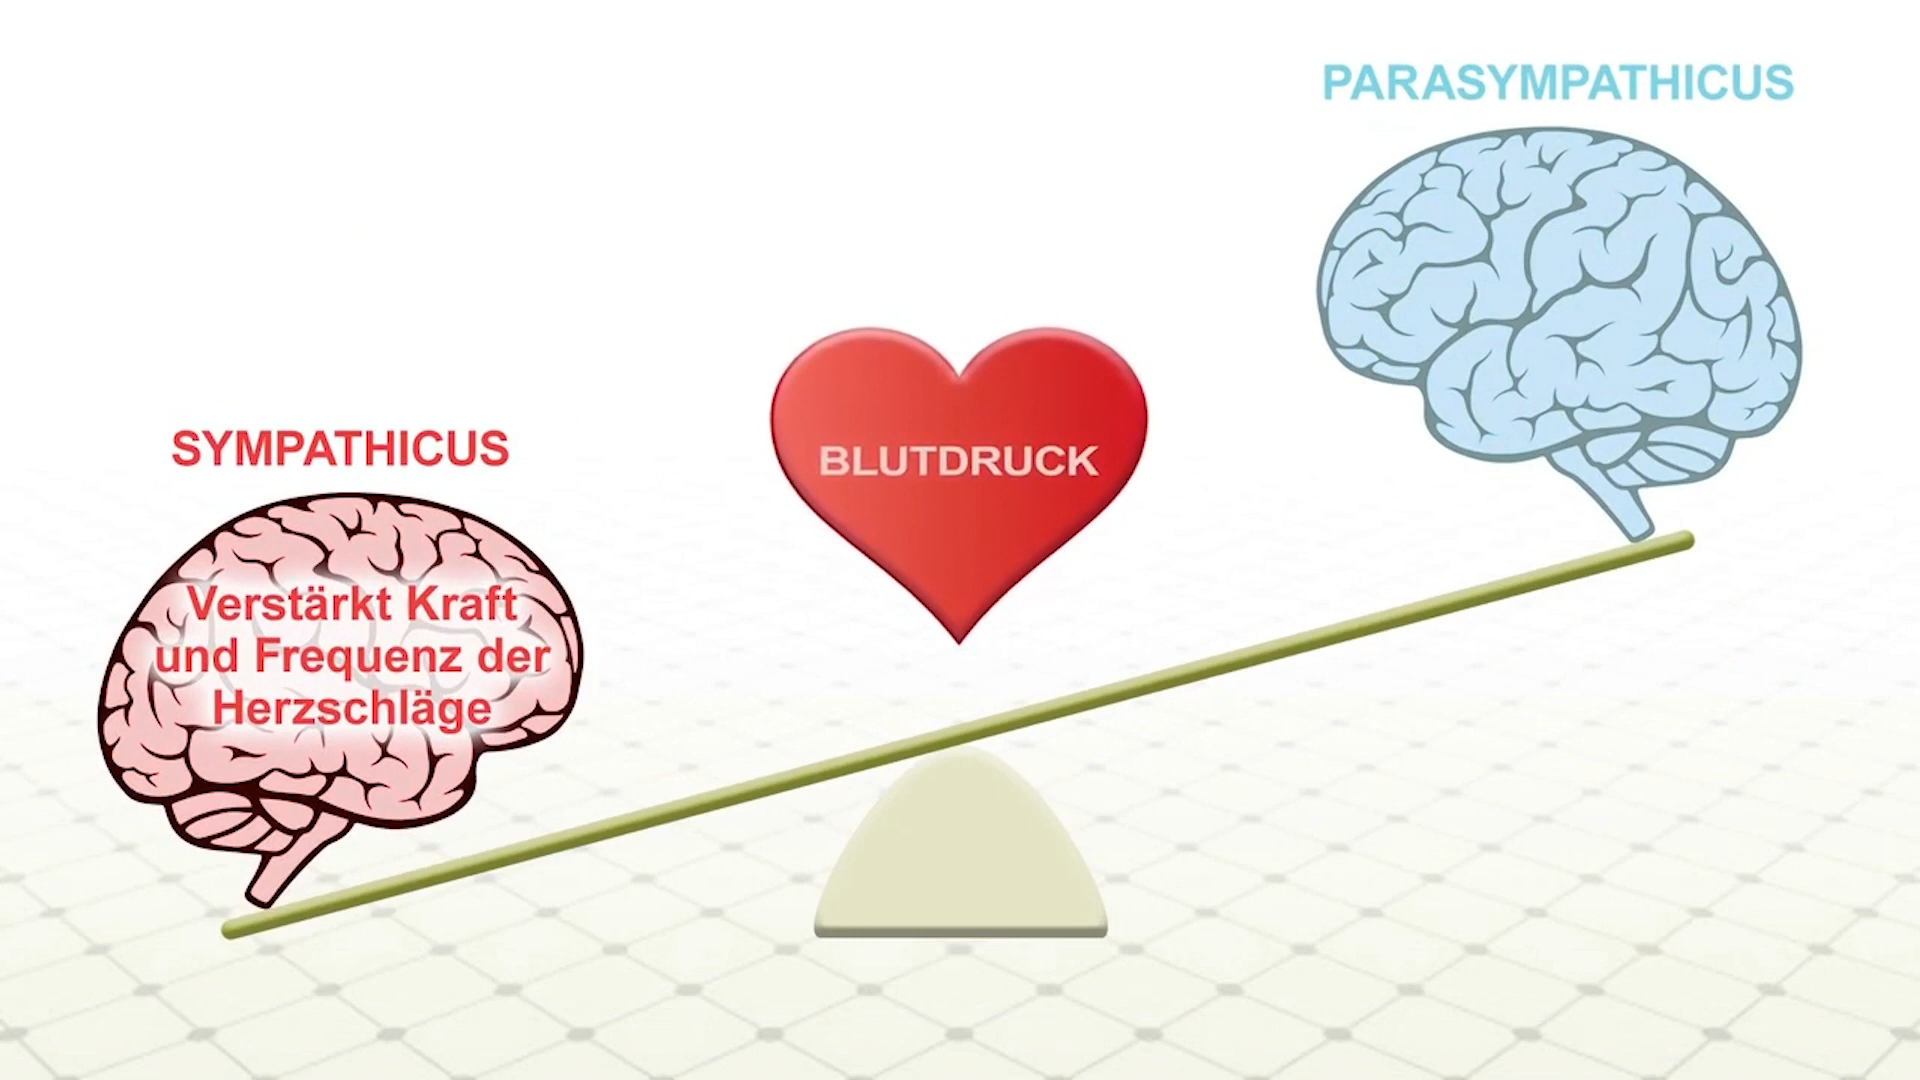 PARASYMPATHICUS
SYMPATHICUS
BLUTDRUCK
Verstärkt Kraft
und Frequenz der
Herzschläge